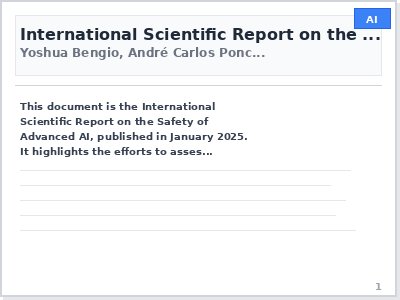 AI
International Scientific Report on the ...
Yoshua Bengio, André Carlos Ponc...
This document is the International
Scientific Report on the Safety of
Advanced AI, published in January 2025.
It highlights the efforts to asses...
1